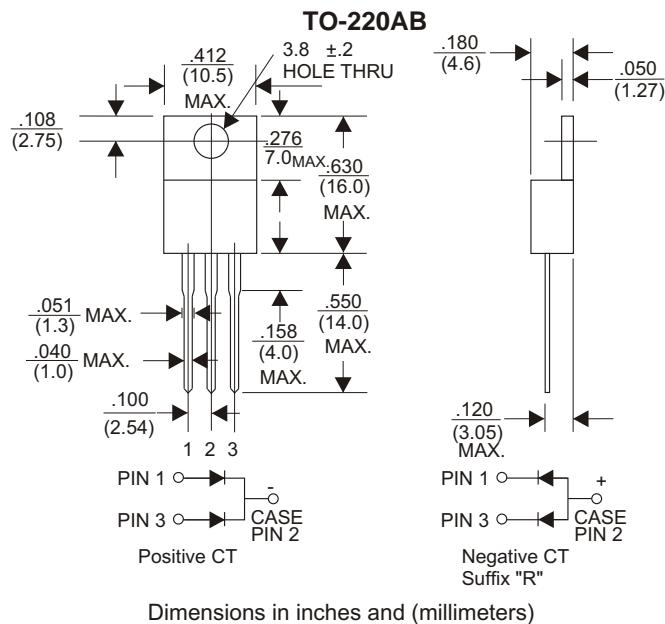 TO-220AB
.412
(10.5)
MAX.
3.8 ±.2
HOLE THRU
.180
(4.6)
.050
(1.27)
.108
(2.75)
.276
7.0MAX.
.630
(16.0)
MAX.
.051
(1.3) MAX.
.040
(1.0) MAX.
.158
(4.0)
MAX.
.550
(14.0)
MAX.
.100
(2.54)
1 2 3
.120
(3.05)
MAX.
PIN 1
-
PIN 3
CASE
PIN 2
Positive CT
PIN 1
+
PIN 3
CASE
PIN 2
Negative CT
Suffix "R"
Dimensions in inches and (millimeters)